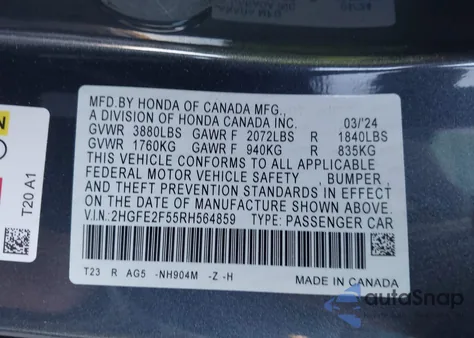 MFD.BY HONDA OF CANADA MFG.,
A DIVISION OF HONDA CANADA INC. 03/'24
GVWR 3880LBS GAWR F 2072LBS R 1840LBS
GVWR 1760KG GAWR F 940KG R 835KG
THIS VEHICLE CONFORMS TO ALL APPLICABLE
FEDERAL MOTOR VEHICLE SAFETY, BUMPER,
AND THEFT PREVENTION STANDARDS IN EFFECT
ON THE DATE OF MANUFACTURE SHOWN ABOVE.
V.I.N:2HGFE2F55RH564859 TYPE: PASSENGER CAR
T23 R AG5 -NH904M -Z -H
MADE IN CANADA
T20 A1
autoSnap